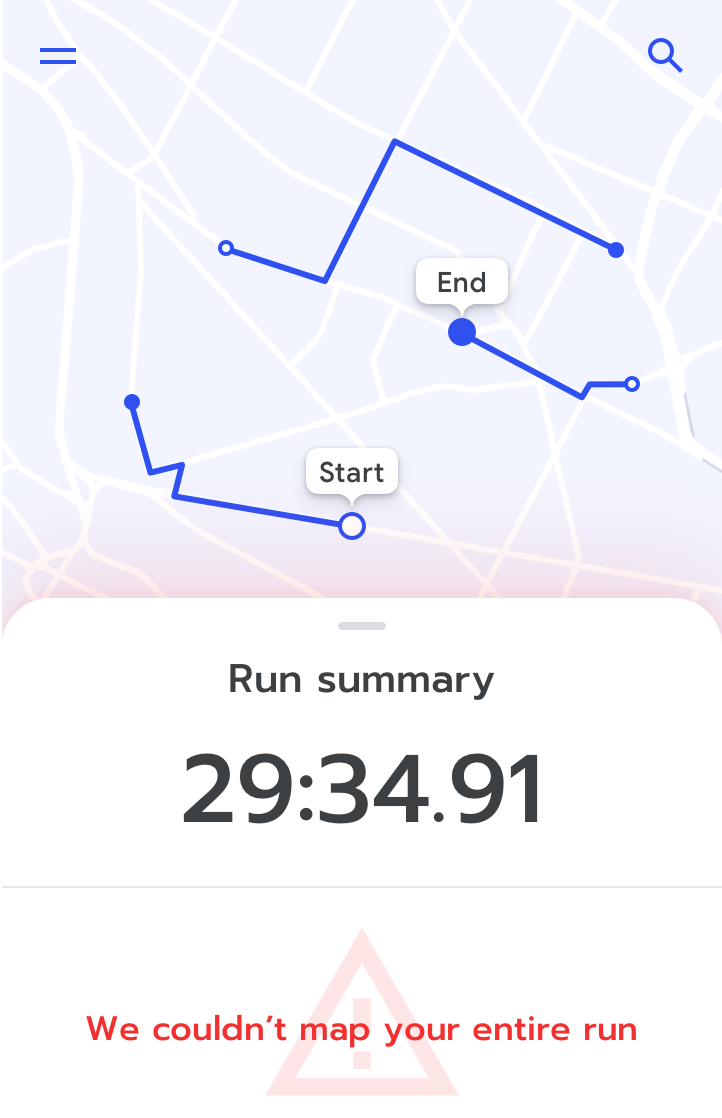 End
Start
Run summary
29:34.91
We couldn’t map your entire run